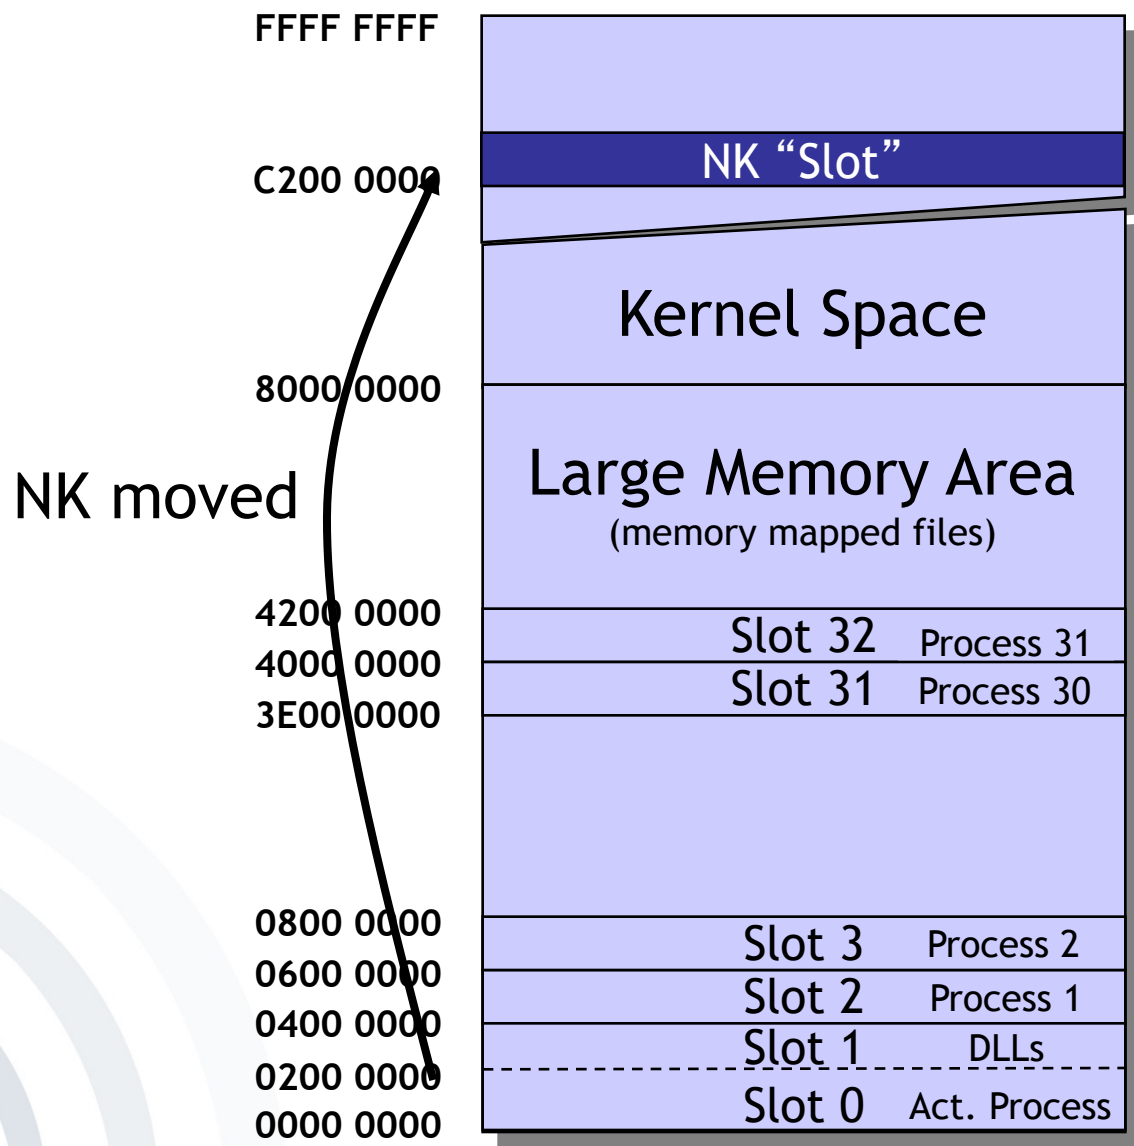 FFFF FFFF
NK “Slot”
C200 0000
Kernel Space
8000 0000
NK moved
Large Memory Area
(memory mapped files)
4200 0000
Slot 32 Process 31
4000 0000
Slot 31 Process 30
3E00 0000
0800 0000
Slot 3 Process 2
0600 0000
Slot 2 Process 1
0400 0000
Slot 1 DLLs
0200 0000
Slot 0 Act. Process
0000 0000